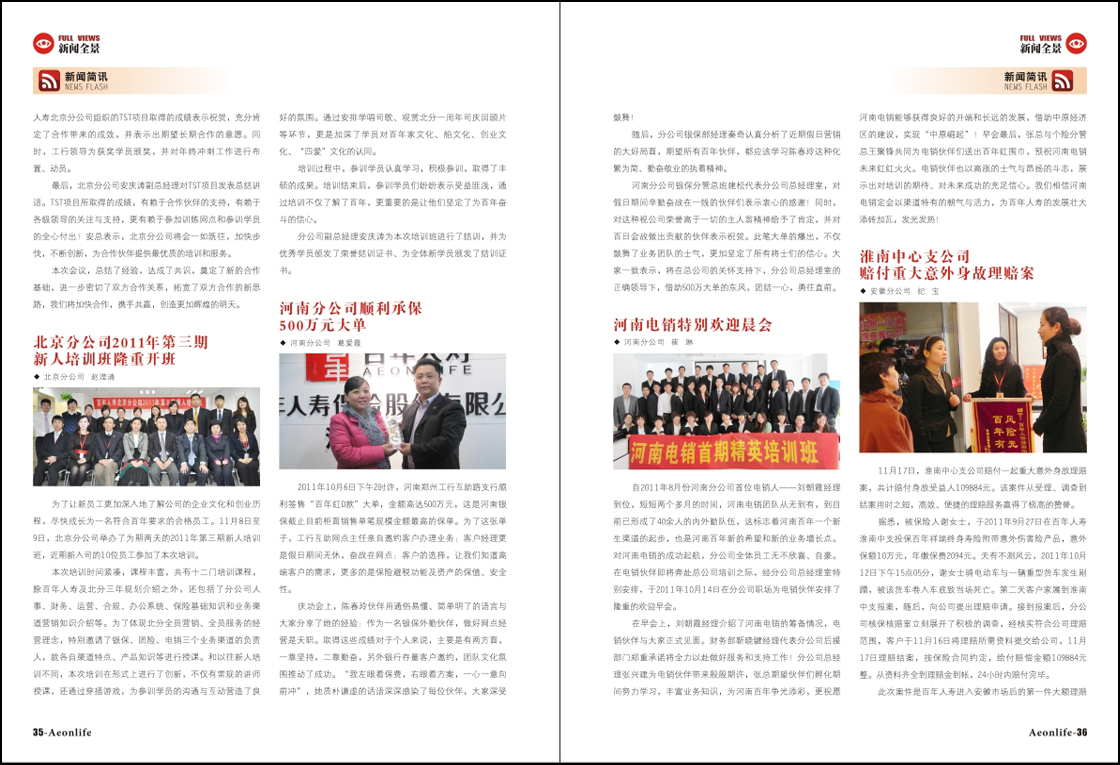 FULL VIEWS
新闻全景
新闻简讯
NEWS FLASH
人寿北京分公司组织的TST项目取得的成绩表示祝贺，充分肯
定了合作带来的成效，并表示出期望长期合作的意愿。同
时，工行领导为获奖学员颁奖，并对年终冲刺工作进行布
置、动员。
最后，北京分公司安庆涛副总经理对TST项目发表总结讲
话。TST项目所取得的成绩，有赖于合作伙伴的支持，有赖于
各级领导的关注与支持，更有赖于参加训练网点和参训学员
的全心付出！安总表示，北京分公司将会一如既往，加快步
伐，不断创新，为合作伙伴提供最优质的培训和服务。
本次会议，总结了经验，达成了共识，奠定了新的合作
基础，进一步密切了双方合作关系，拓宽了双方合作的新思
路，我们将加快合作，携手共赢，创造更加辉煌的明天。
北京分公司2011年第三期
新人培训班隆重开班
◆ 北京分公司 赵滢涌
为了让新员工更加深入地了解公司的企业文化和创业历
程，尽快成长为一名符合百年要求的合格员工。11月8日至
9日，北京分公司举办了为期两天的2011年第三期新人培训
班，近期新入司的10位员工参加了本次培训。
本次培训时间紧凑，课程丰富，共有十二门培训课程，
除百年人寿及北分三年规划介绍之外，还包括了分公司人
事、财务、运营、合规、办公系统、保险基础知识和业务渠
道营销知识介绍等。为了体现北分全员营销、全员服务的经
营理念，特别邀请了银保、团险、电销三个业务渠道的负责
人，就各自渠道特点、产品知识等进行授课。和以往新人培
训不同，本次培训在形式上进行了创新，不仅有常规的讲师
授课，还通过穿插游戏，为参训学员的沟通与互动营造了良
好的氛围。通过安排学唱司歌、观赏北分一周年司庆回顾片
等环节，更是加深了学员对百年家文化、船文化、创业文
化、“四爱”文化的认同。
培训过程中，参训学员认真学习，积极参训，取得了丰
硕的成果。培训结束后，参训学员们纷纷表示受益匪浅，通
过培训不仅了解了百年，更重要的是让他们坚定了为百年奋
斗的信心。
分公司副总经理安庆涛为本次培训班进行了结训，并为
优秀学员颁发了荣誉结训证书、为全体新学员颁发了结训证
书。
河南分公司顺利承保
500万元大单
◆ 河南分公司 葛爱霞
AEONLIFE
年人寿保险股份有限公
2011年10月6日下午2时许，河南郑州工行互助路支行顺
利签售“百年红D款”大单，金额高达500万元，这是河南银
保截止目前柜面销售单笔规模金额最高的保单。为了这张单
子，工行互助网点主任亲自邀约客户办理业务；客户经理更
是假日期间无休，奋战在网点；客户的选择，让我们知道高
端客户的需求，更多的是保险避税功能及资产的保值、安全
性。
庆功会上，陈春玲伙伴用通俗易懂、简单明了的语言与
大家分享了她的经验：作为一名银保外勤伙伴，做好网点经
营是天职。取得这些成绩对于个人来说，主要是有两方面，
一靠坚持，二靠勤奋，另外银行存量客户邀约，团队文化氛
围推动了成功。“我左眼看保费，右眼看方案，一心一意向
前冲”，她质朴谦虚的话语深深感染了每位伙伴，大家深受
35-Aeonlife
FULL VIEWS
新闻全景
新闻简讯
NEWS FLASH
鼓舞！
随后，分公司银保部经理秦奇认真分析了近期假日营销
的大好局面，期望所有百年伙伴，都应该学习陈春玲这种化
繁为简、勤奋敬业的执着精神。
河南分公司银保分管总班建松代表分公司总经理室，对
假日期间辛勤奋战在一线的伙伴们表示衷心的感谢！同时，
对这种视公司荣誉高于一切的主人翁精神给予了肯定，并对
百日会战做出贡献的伙伴表示祝贺。此笔大单的爆出，不仅
鼓舞了业务团队的士气，更加坚定了所有将士们的信心。大
家一致表示，将在总公司的关怀支持下，分公司总经理室的
正确领导下，借助500万大单的东风，团结一心，勇往直前。
河南电销特别欢迎晨会
◆ 河南分公司 崔 琳
河南电销首期精英培训班
自2011年8月份河南分公司首位电销人——刘朝霞经理
到位，短短两个多月的时间，河南电销团队从无到有，到目
前已形成了40余人的内外勤队伍，这标志着河南百年一个新
生渠道的起步，也是河南百年新的希望和新的业务增长点。
对河南电销的成功起航，分公司全体员工无不欣喜、自豪。
在电销伙伴即将奔赴总公司培训之际，经分公司总经理室特
别安排，于2011年10月14日在分公司职场为电销伙伴安排了
隆重的欢迎早会。
在早会上，刘朝霞经理介绍了河南电销的筹备情况，电
销伙伴与大家正式见面。财务部靳晓健经理代表分公司后援
部门郑重承诺将全力以赴做好服务和支持工作！分公司总经
理张兴建为电销伙伴带来殷殷期许，张总期望伙伴们孵化期
间努力学习，丰富业务知识，为河南百年争光添彩，更祝愿
河南电销能够获得良好的开端和长远的发展，借助中原经济
区的建设，实现“中原崛起”！早会最后，张总与个险分管
总王聚锋共同为电销伙伴们送出百年红围巾，预祝河南电销
未来红红火火。电销伙伴也以高涨的士气与昂扬的斗志，展
示出对培训的期待、对未来成功的充足信心。我们相信河南
电销定会以渠道特有的朝气与活力，为百年人寿的发展壮大
添砖加瓦，发光发热！
淮南中心支公司
赔付重大意外身故理赔案
◆ 安徽分公司 纪 宝
11月17日，淮南中心支公司赔付一起重大意外身故理赔
案，共计赔付身故受益人109884元。该案件从受理、调查到
结案用时之短，高效、便捷的理赔服务赢得了极高的赞誉。
据悉，被保险人谢女士，于2011年9月27日在百年人寿
淮南中支投保百年祥瑞终身寿险附带意外伤害险产品，意外
保额10万元，年缴保费2094元。天有不测风云，2011年10月
12日下午15点05分，谢女士骑电动车与一辆重型货车发生剐
蹭，被该货车卷入车底致当场死亡。第二天客户家属到淮南
中支报案，随后，向公司提出理赔申请。接到报案后，分公
司核保核赔室立刻展开了积极的调查，经核实符合公司理赔
范围，客户于11月16日将理赔所需资料提交给公司，11月
17日理赔结案，按保险合同约定，给付赔偿金额109884元
整。从资料齐全到理赔金到帐，24小时内赔付完毕。
此次案件是百年人寿进入安徽市场后的第一件大额理赔
Aeonlife-36